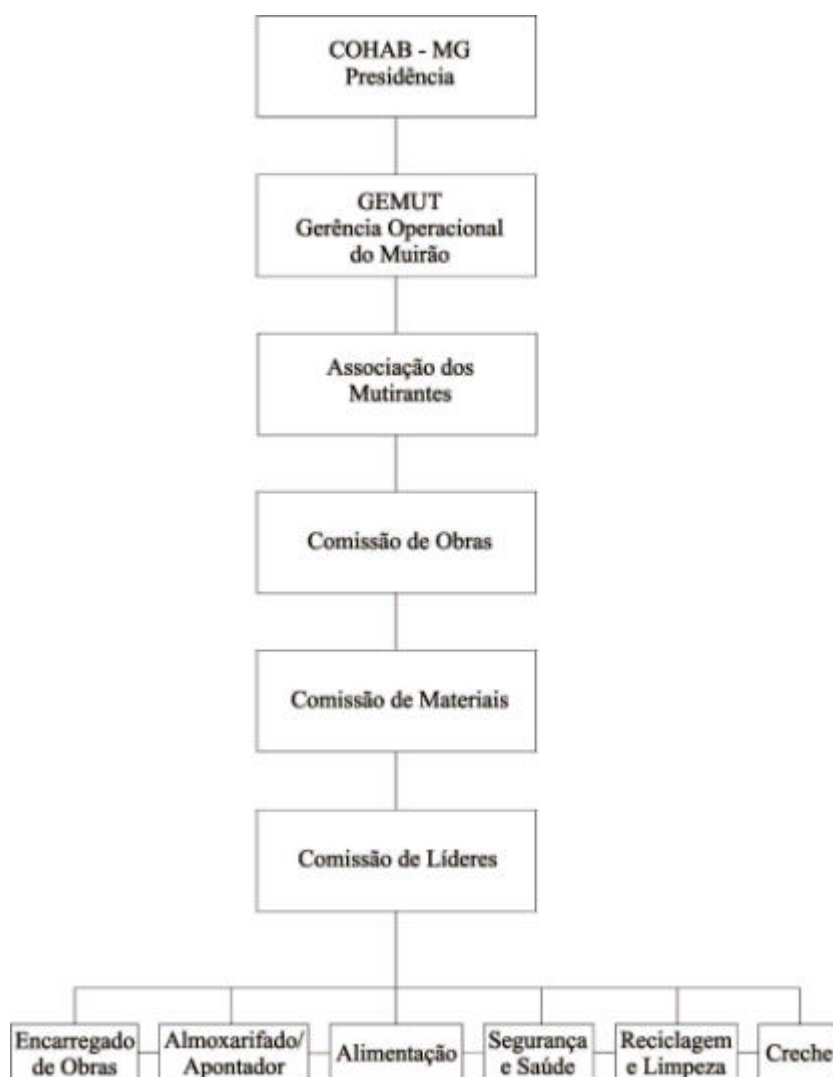 COHAB - MG
Presidência
GEMUT
Gerência Operacional
do Muirão
Associação dos
Mutirantes
Comissão de Obras
Comissão de Materiais
Comissão de Líderes
Encarregado
de Obras
Almoxarifado/
Apontador
Alimentação
Segurança
e Saúde
Reciclagem
e Limpeza
Creche